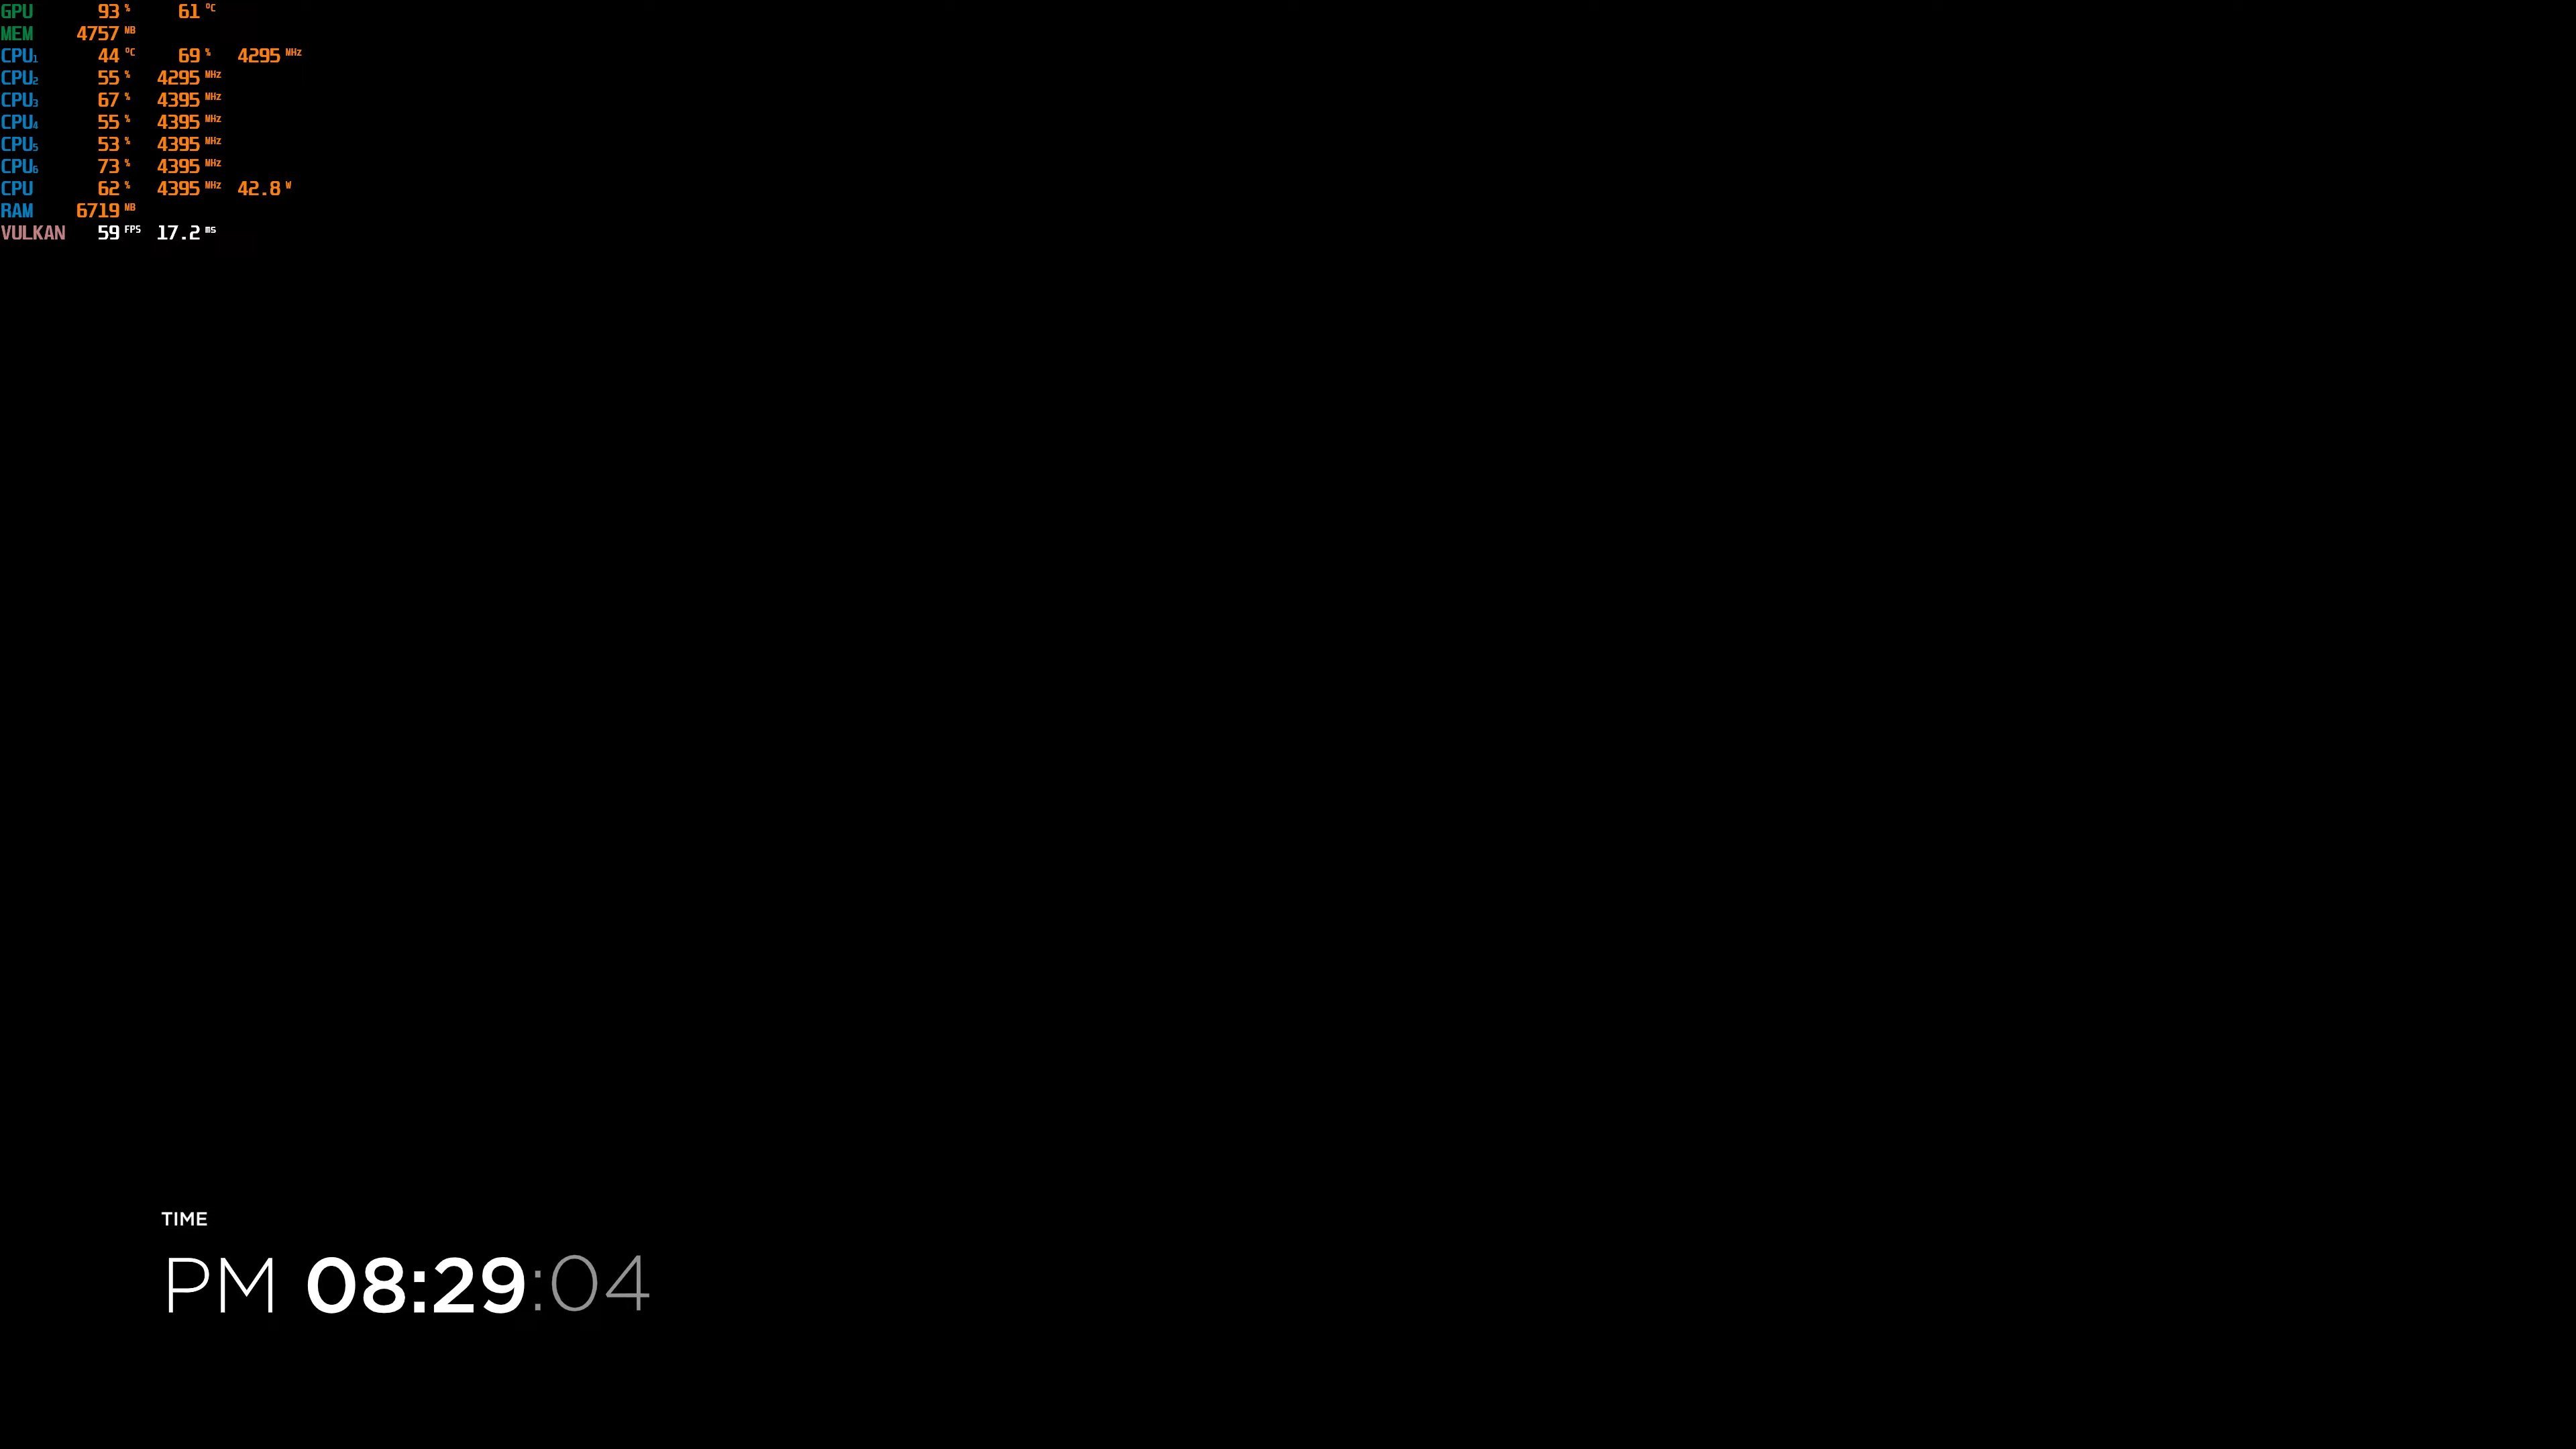 GPU 93 % 61 °C
MEM 4757 MB
CPU1 44 °C 69 % 4295 MHz
CPU2 55 % 4295 MHz
CPU3 67 % 4395 MHz
CPU4 55 % 4395 MHz
CPU5 53 % 4395 MHz
CPU6 73 % 4395 MHz
CPU 62 % 4395 MHz 42.8 W
RAM 6719 MB
VULKAN 59 FPS 17.2 ms
TIME
PM 08:29:04